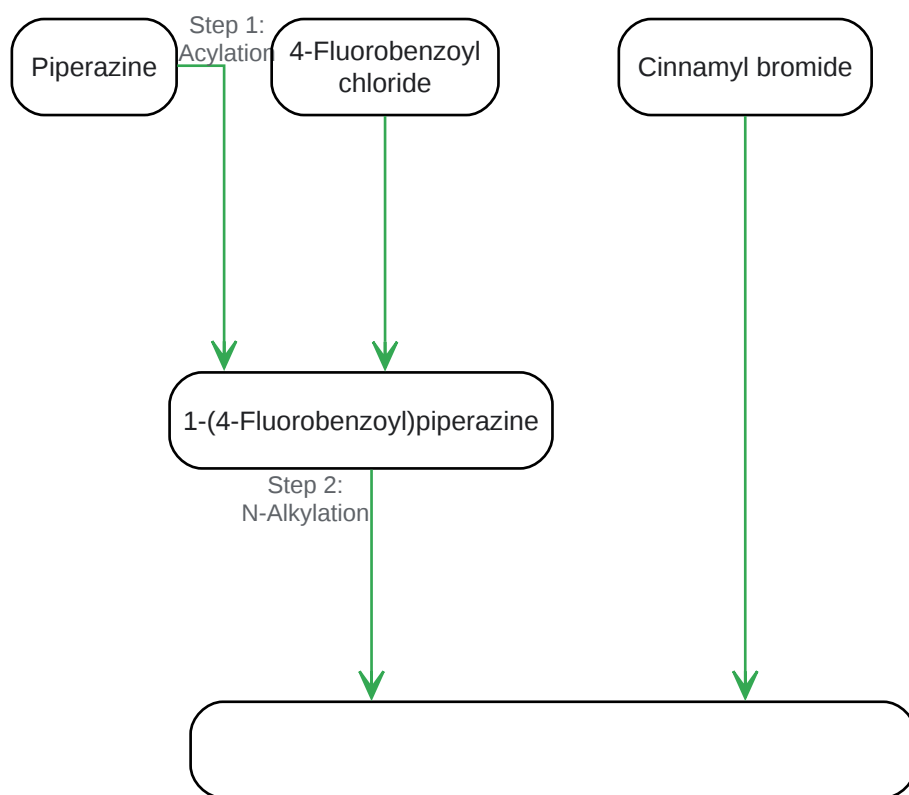 Piperazine
Step 1:
Acylation
4-Fluorobenzoyl
chloride
Cinnamyl bromide
1-(4-Fluorobenzoyl)piperazine
Step 2:
N-Alkylation